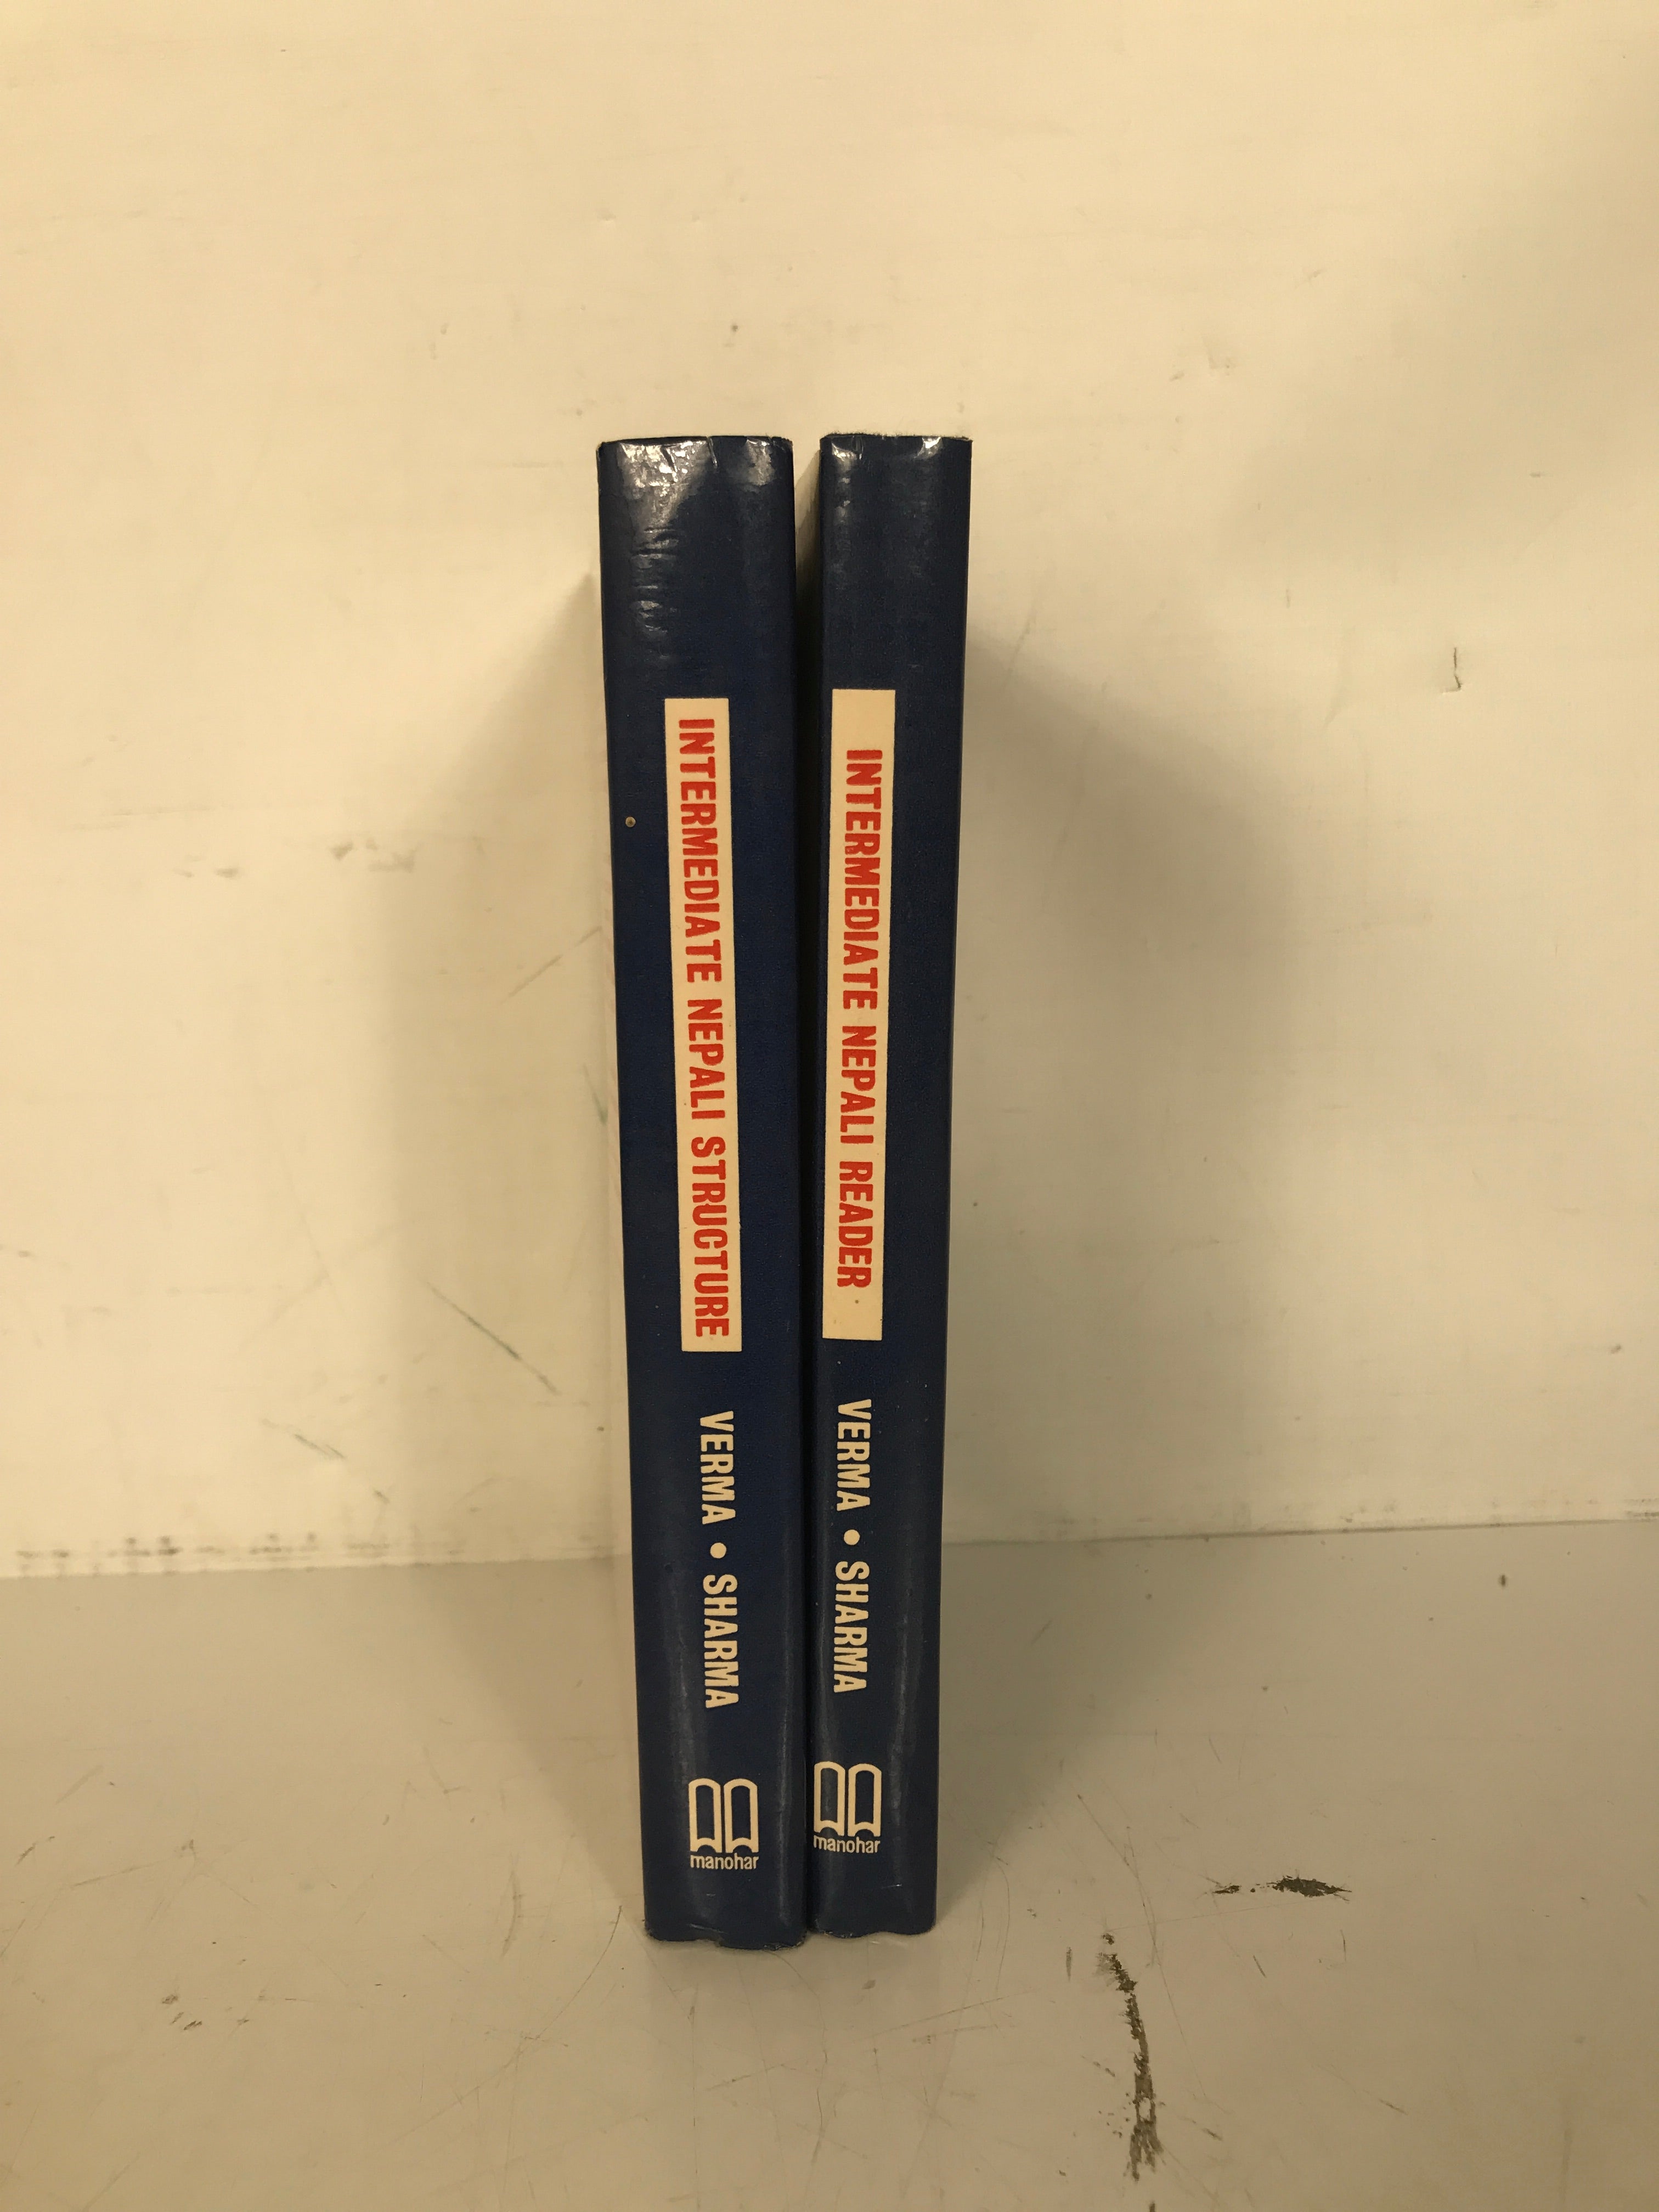 INTERMEDIATE NEPALI STRUCTURE
VERMA • SHARMA
manohar
INTERMEDIATE NEPALI READER
VERMA • SHARMA
manohar